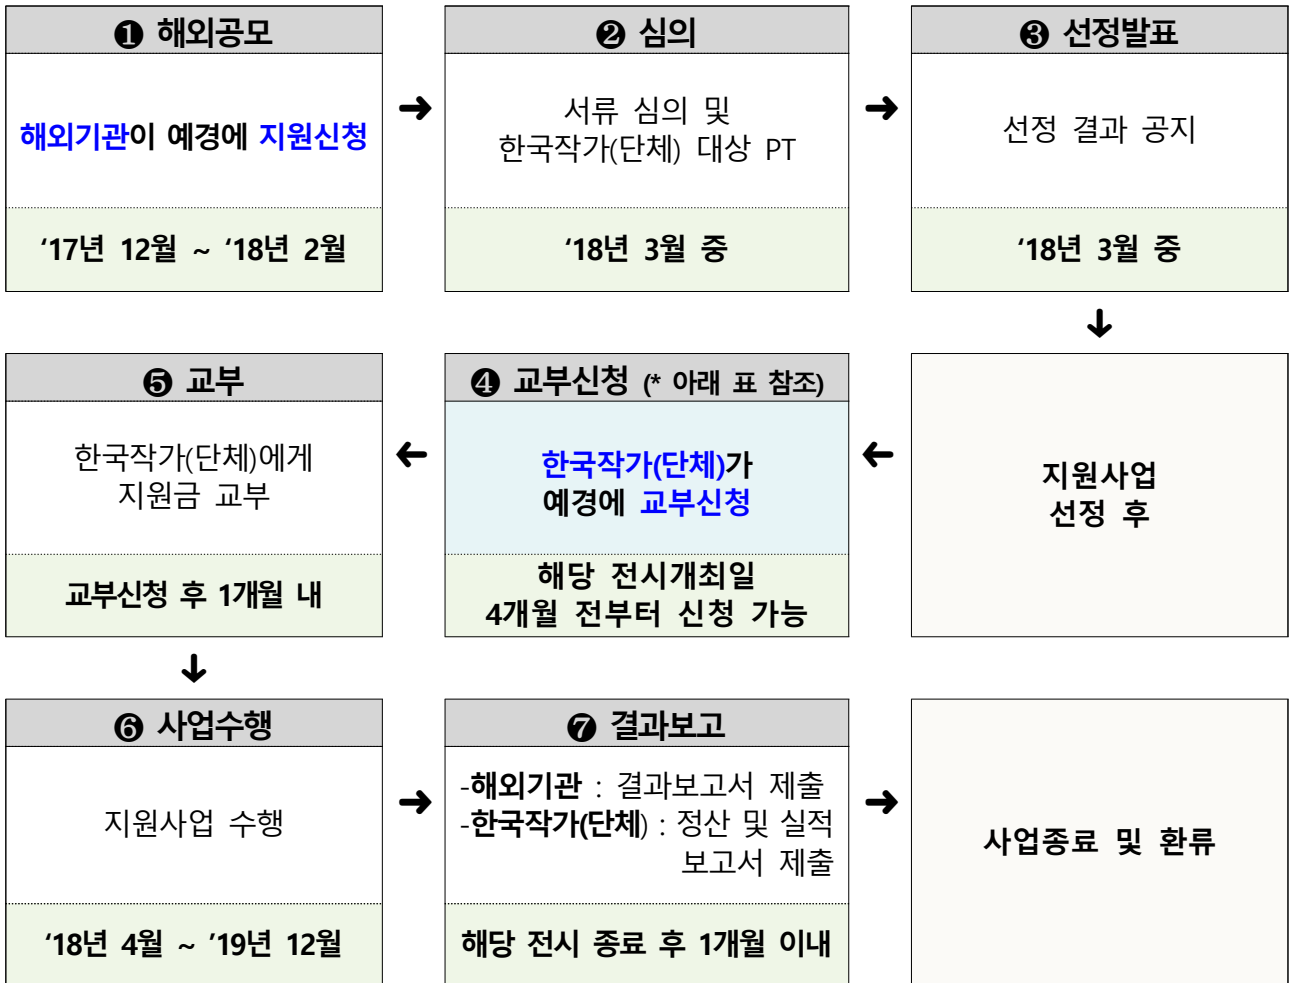 ❶ 해외공모
해외기관이 예경에 지원신청
‘17년 12월 ~ ‘18년 2월
➜
❷ 심의
서류 심의 및
한국작가(단체) 대상 PT
‘18년 3월 중
➜
❸ 선정발표
선정 결과 공지
‘18년 3월 중
➜
지원사업
선정 후
➜
❹ 교부신청 (* 아래 표 참조)
한국작가(단체)가
예경에 교부신청
해당 전시개최일
4개월 전부터 신청 가능
➜
❺ 교부
한국작가(단체)에게
지원금 교부
교부신청 후 1개월 내
➜
❻ 사업수행
지원사업 수행
‘18년 4월 ~ ’19년 12월
➜
❼ 결과보고
-해외기관 : 결과보고서 제출
-한국작가(단체) : 정산 및 실적
보고서 제출
해당 전시 종료 후 1개월 이내
➜
사업종료 및 환류